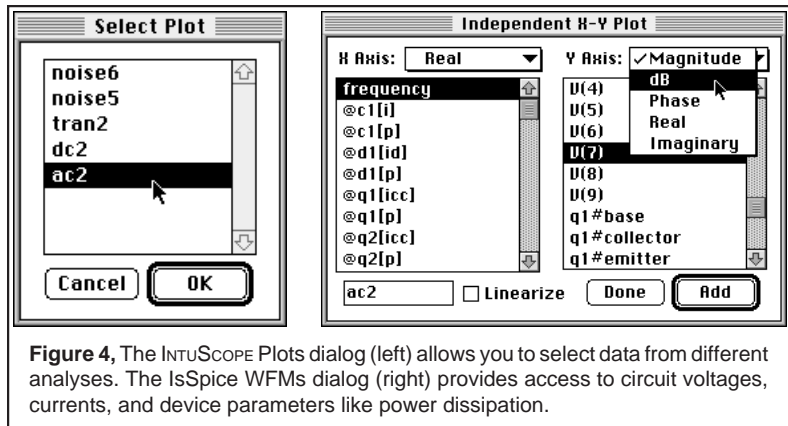 Select Plot
noise6
noise5
tran2
dc2
ac2
Cancel
OK
Independent X-Y Plot
X Axis: Real
Y Axis: ✓Magnitude
dB
Phase
Real
Imaginary
frequency
@c1[i]
@c1[p]
@d1[id]
@d1[p]
@q1[icc]
@q1[p]
@q2[icc]
@q2[p]
V(4)
V(5)
V(6)
V(7)
V(8)
V(9)
q1#base
q1#collector
q1#emitter
ac2
Linearize
Done
Add
Figure 4, The INTUSCOPE Plots dialog (left) allows you to select data from different
analyses. The IsSpice WFMs dialog (right) provides access to circuit voltages,
currents, and device parameters like power dissipation.